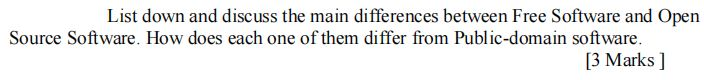 List down and discuss the main differences between Free Software and Open
Source Software. How does each one of them differ from Public-domain software.
[3 Marks ]